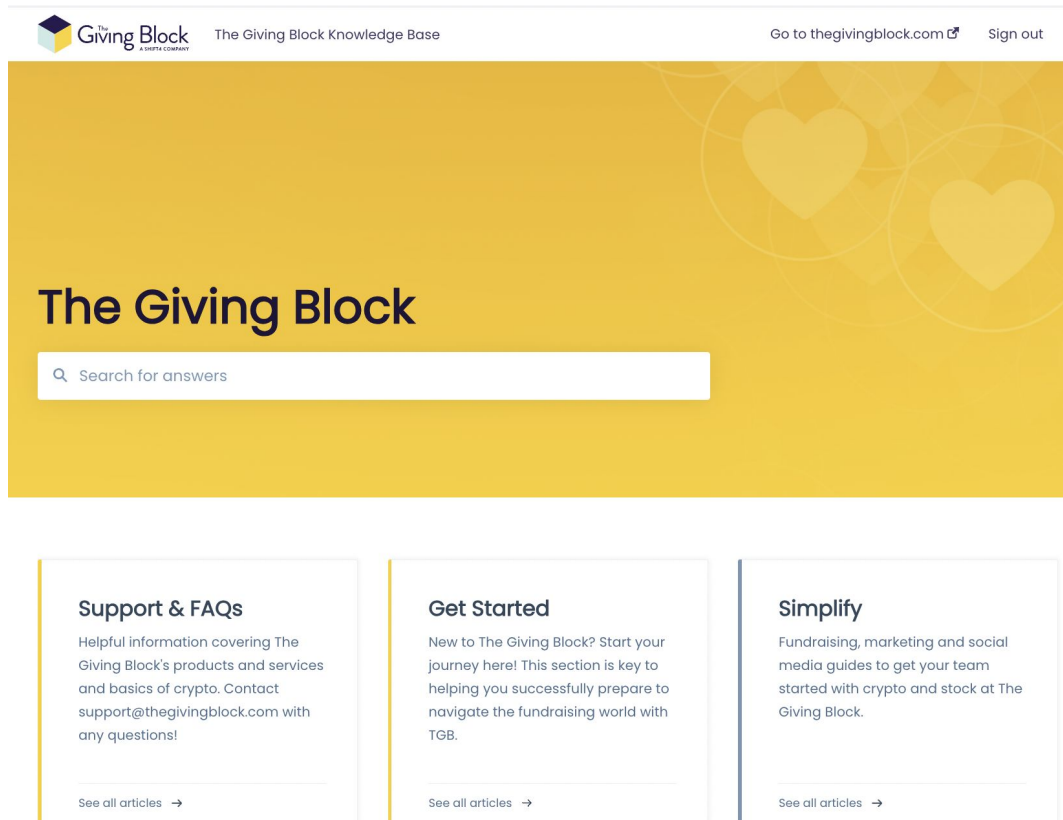 The
Giving Block
A SHIFT4 COMPANY
The Giving Block Knowledge Base
Go to thegivingblock.com
Sign out
The Giving Block
Search for answers
Support & FAQs
Helpful information covering The
Giving Block's products and services
and basics of crypto. Contact
support@thegivingblock.com with
any questions!
See all articles →
Get Started
New to The Giving Block? Start your
journey here! This section is key to
helping you successfully prepare to
navigate the fundraising world with
TGB.
See all articles →
Simplify
Fundraising, marketing and social
media guides to get your team
started with crypto and stock at The
Giving Block.
See all articles →